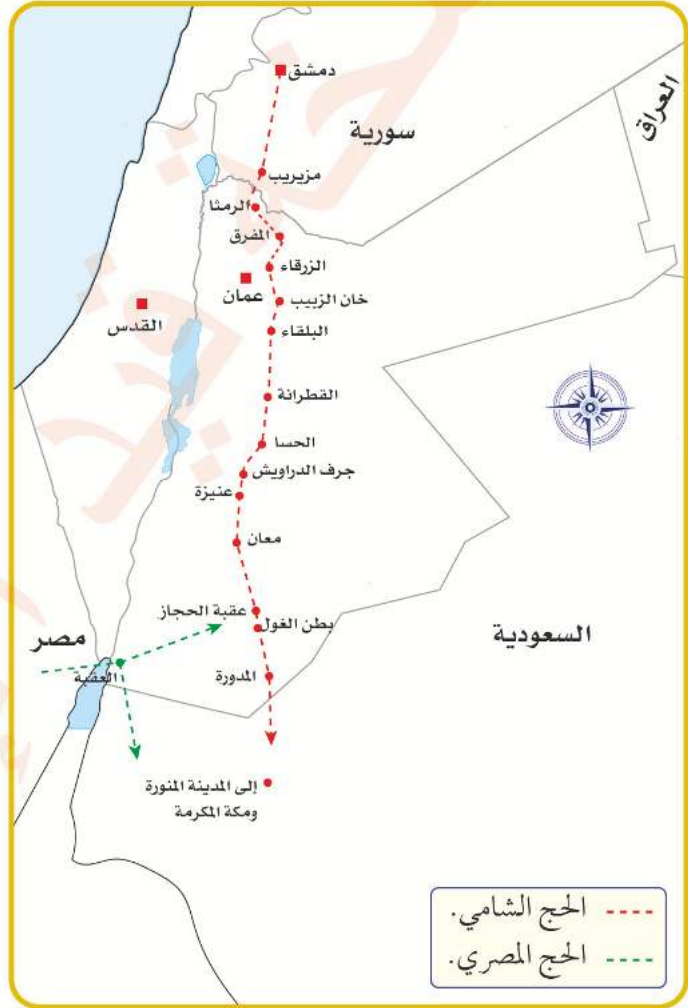 دمشق
العراق
سورية
مزيريب
الرمثا
المفرق
الزرقاء
عمان
خان الزبيب
القدس
البلقاء
القطرانة
الحسا
جرف الدراويش
عنيزة
معان
عقبة الحجاز
بطن الغول
السعودية
مصر
العقبة
المدورة
إلى المدينة المنورة
ومكة المكرمة
الحج الشامي.
الحج المصري.